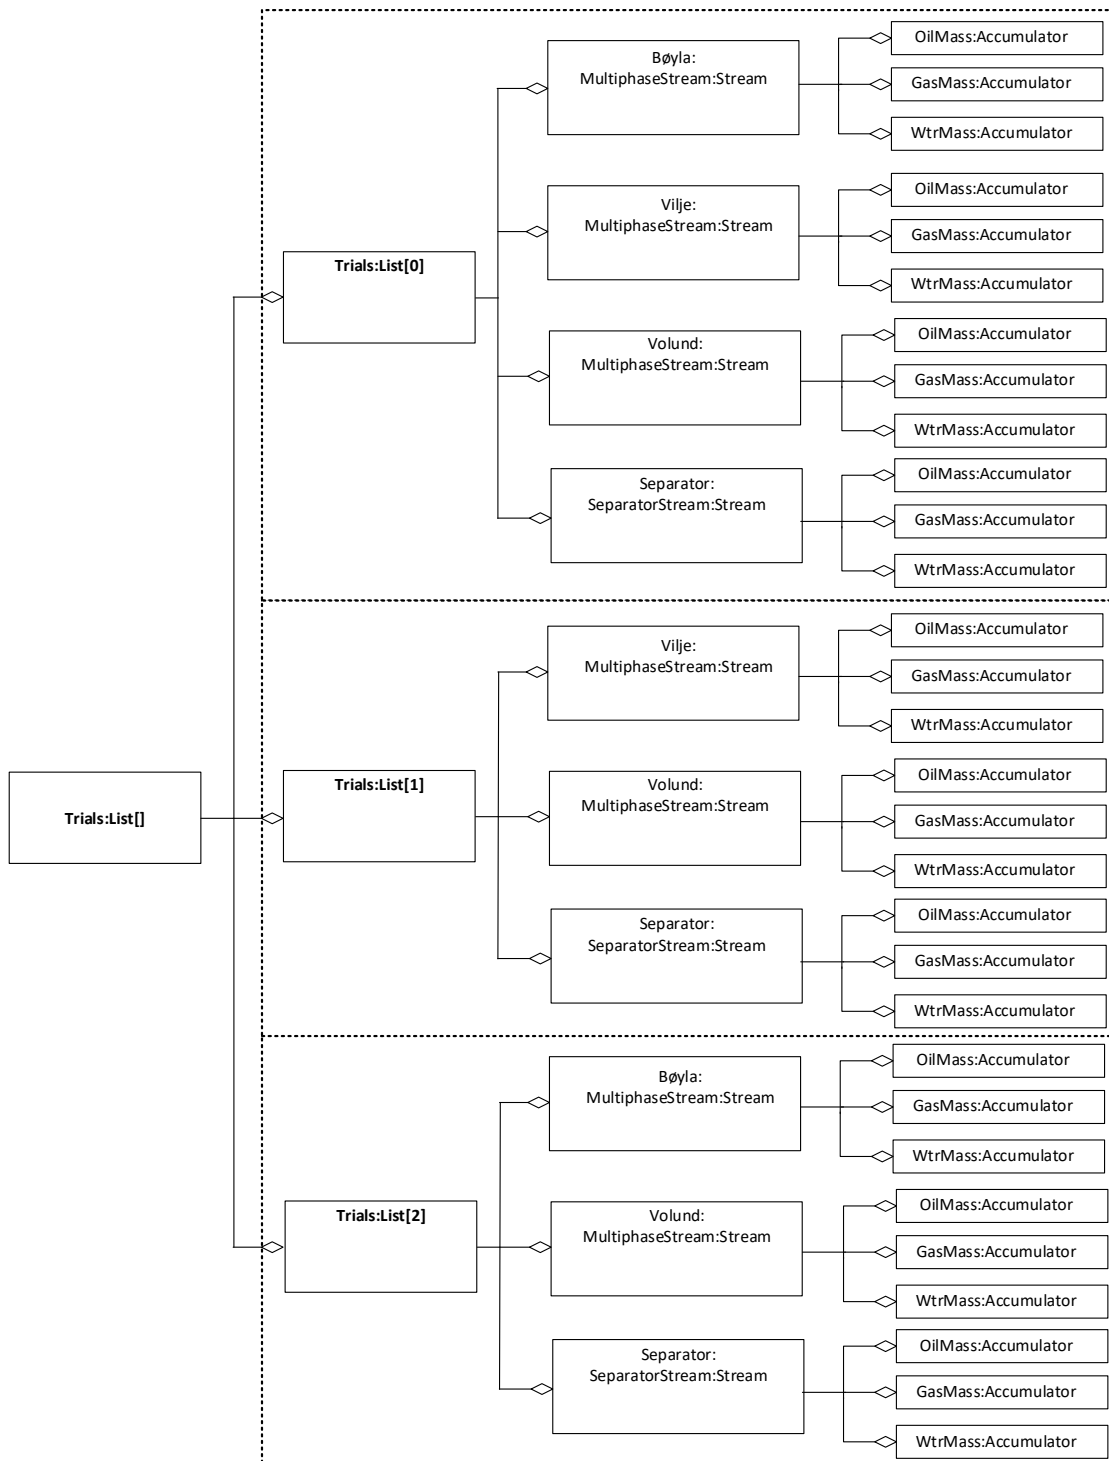 Trials:List[]
Trials:List[0]
Bøyla:
MultiphaseStream:Stream
OilMass:Accumulator
GasMass:Accumulator
WtrMass:Accumulator
Vilje:
MultiphaseStream:Stream
OilMass:Accumulator
GasMass:Accumulator
WtrMass:Accumulator
Volund:
MultiphaseStream:Stream
OilMass:Accumulator
GasMass:Accumulator
WtrMass:Accumulator
Separator:
SeparatorStream:Stream
OilMass:Accumulator
GasMass:Accumulator
WtrMass:Accumulator
Trials:List[1]
Vilje:
MultiphaseStream:Stream
OilMass:Accumulator
GasMass:Accumulator
WtrMass:Accumulator
Volund:
MultiphaseStream:Stream
OilMass:Accumulator
GasMass:Accumulator
WtrMass:Accumulator
Separator:
SeparatorStream:Stream
OilMass:Accumulator
GasMass:Accumulator
WtrMass:Accumulator
Trials:List[2]
Bøyla:
MultiphaseStream:Stream
OilMass:Accumulator
GasMass:Accumulator
WtrMass:Accumulator
Volund:
MultiphaseStream:Stream
OilMass:Accumulator
GasMass:Accumulator
WtrMass:Accumulator
Separator:
SeparatorStream:Stream
OilMass:Accumulator
GasMass:Accumulator
WtrMass:Accumulator